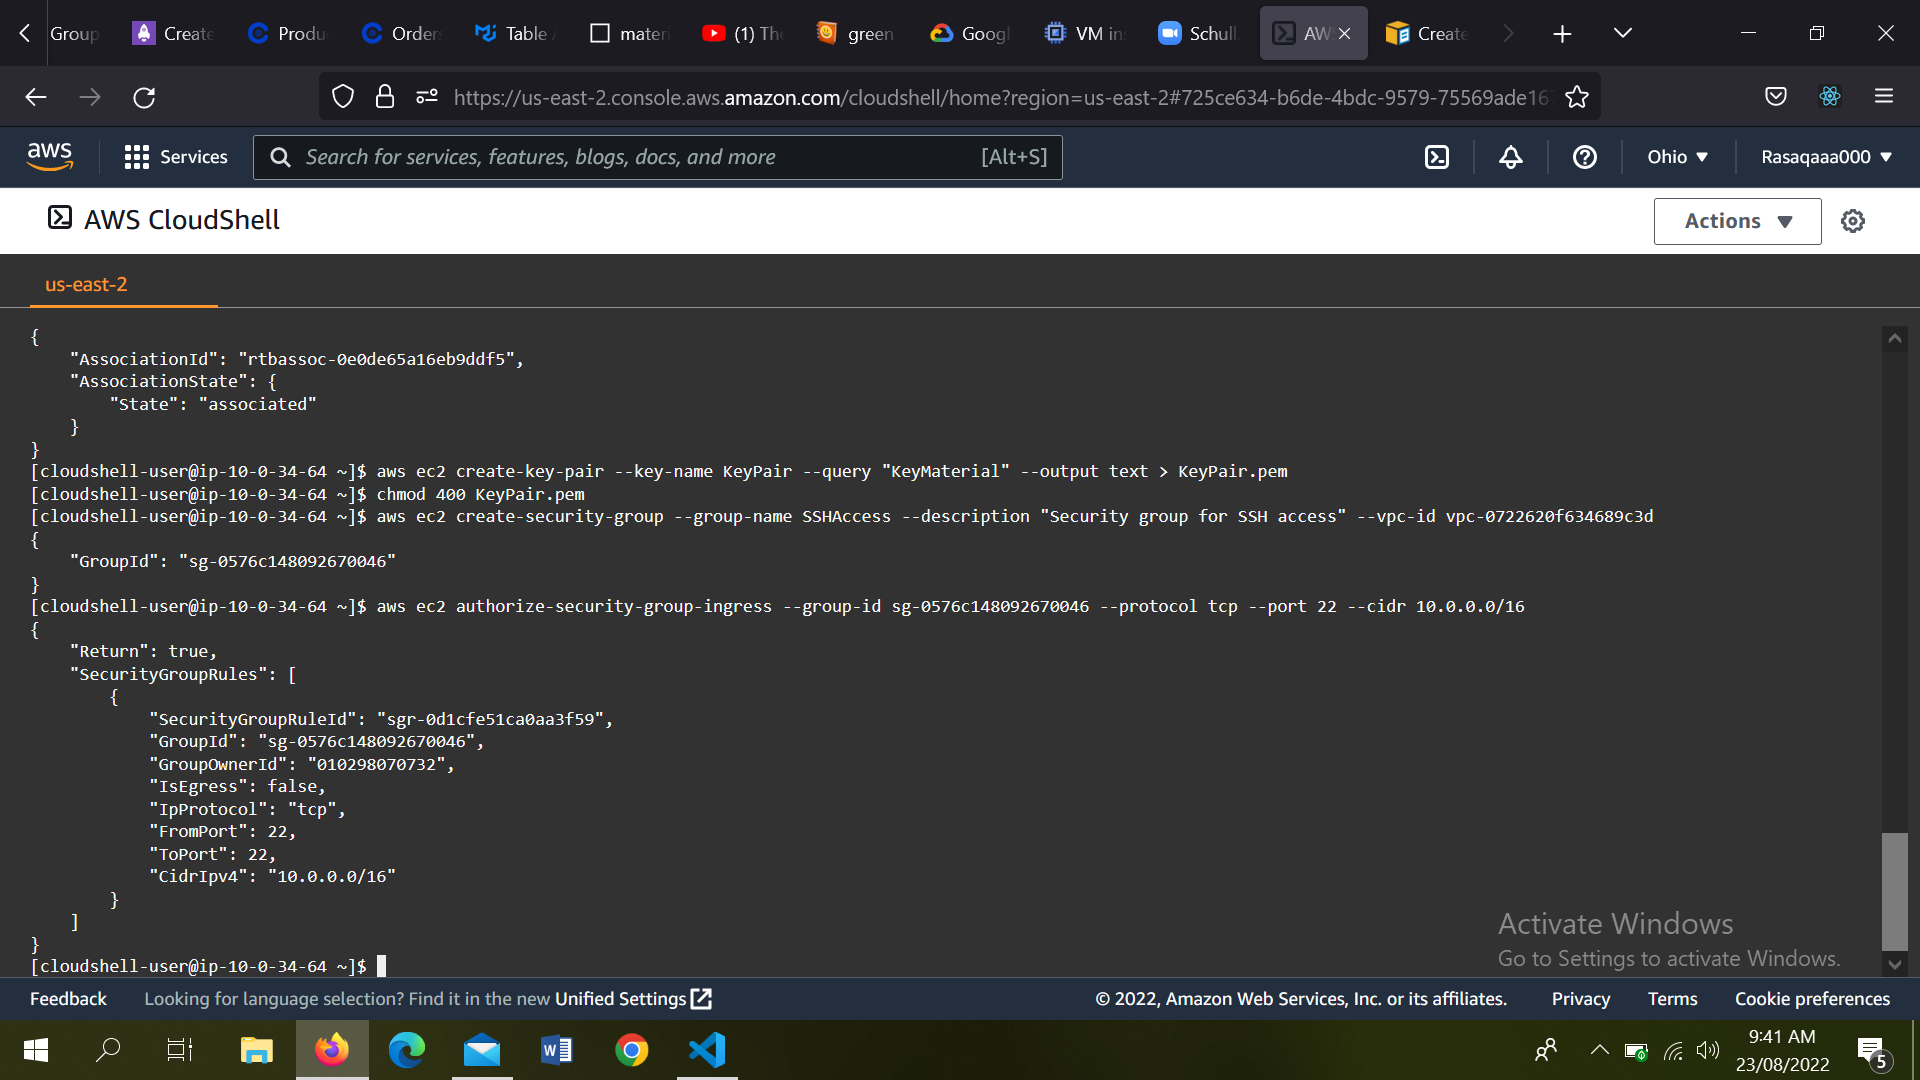 Group
Create
Produ
Order
Table
mater
(1) Th
green
Googl
VM in
Schull
AW
Create
https://us-east-2.console.aws.amazon.com/cloudshell/home?region=us-east-2#725ce634-b6de-4bdc-9579-75569ade16
aws
Services
Search for services, features, blogs, docs, and more
[Alt+S]
Ohio
Rasaqaaa000
AWS CloudShell
Actions
us-east-2
{
    "AssociationId": "rtbassoc-0e0de65a16eb9ddf5",
    "AssociationState": {
        "State": "associated"
    }
}
[cloudshell-user@ip-10-0-34-64 ~]$ aws ec2 create-key-pair --key-name KeyPair --query "KeyMaterial" --output text > KeyPair.pem
[cloudshell-user@ip-10-0-34-64 ~]$ chmod 400 KeyPair.pem
[cloudshell-user@ip-10-0-34-64 ~]$ aws ec2 create-security-group --group-name SSHAccess --description "Security group for SSH access" --vpc-id vpc-0722620f634689c3d
{
    "GroupId": "sg-0576c148092670046"
}
[cloudshell-user@ip-10-0-34-64 ~]$ aws ec2 authorize-security-group-ingress --group-id sg-0576c148092670046 --protocol tcp --port 22 --cidr 10.0.0.0/16
{
    "Return": true,
    "SecurityGroupRules": [
        {
            "SecurityGroupRuleId": "sgr-0d1cfe51ca0aa3f59",
            "GroupId": "sg-0576c148092670046",
            "GroupOwnerId": "010298070732",
            "IsEgress": false,
            "IpProtocol": "tcp",
            "FromPort": 22,
            "ToPort": 22,
            "CidrIpv4": "10.0.0.0/16"
        }
    ]
}
[cloudshell-user@ip-10-0-34-64 ~]$
Activate Windows
Go to Settings to activate Windows.
Feedback
Looking for language selection? Find it in the new Unified Settings
© 2022, Amazon Web Services, Inc. or its affiliates.
Privacy
Terms
Cookie preferences
9:41 AM
23/08/2022
5